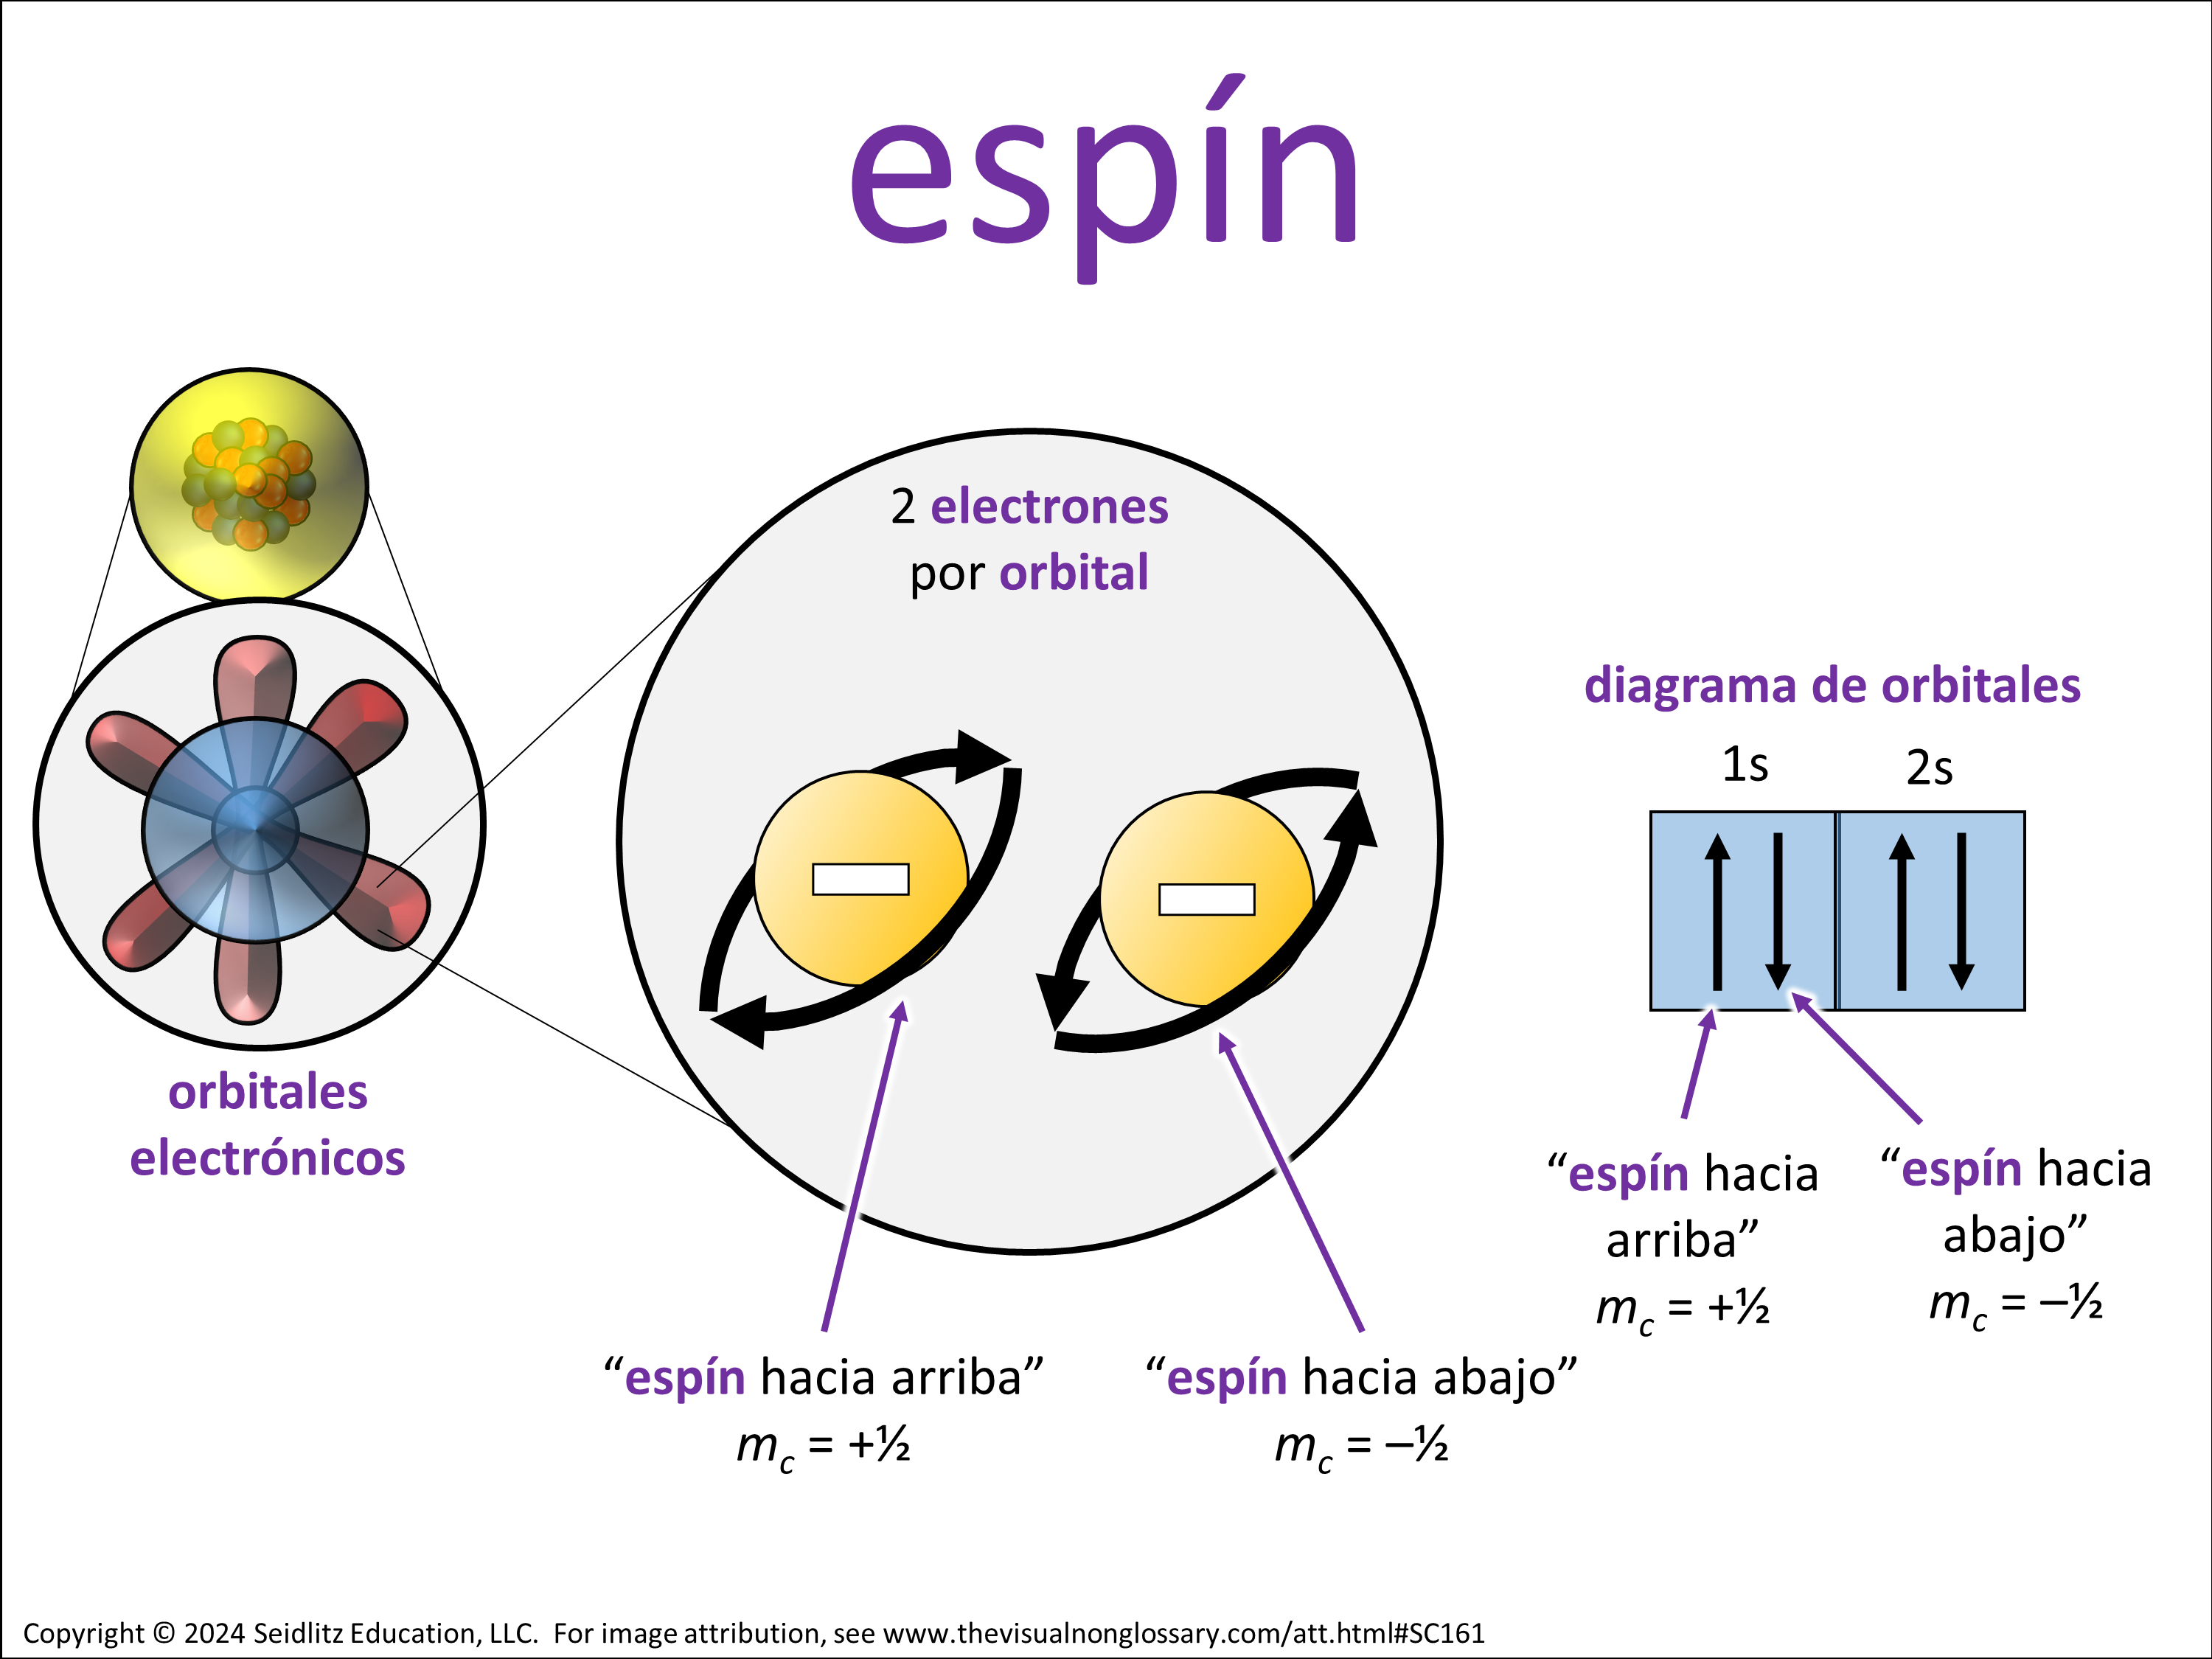 espín
2 electrones
por orbital
diagrama de orbitales
1s 2s
orbitales
electrónicos
“espín hacia
arriba”
mc = +½
“espín hacia
abajo”
mc = –½
“espín hacia arriba”
mc = +½
“espín hacia abajo”
mc = –½
Copyright © 2024 Seidlitz Education, LLC.  For image attribution, see www.thevisualnonglossary.com/att.html#SC161